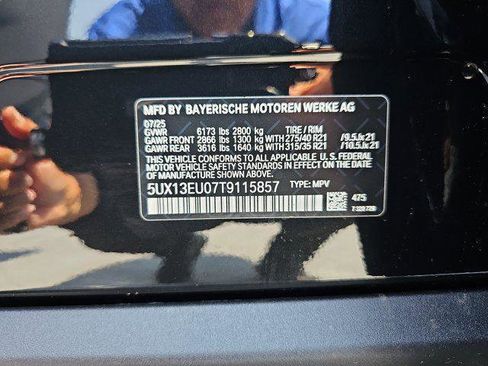 MFD BY BAYERISCHE MOTOREN WERKE AG
07/25
GVWR 6173 lbs 2800 kg TIRE / RIM
GAWR FRONT 2866 lbs 1300 kg WITH 275/40 R21 /9.5Jx21
GAWR REAR 3616 lbs 1640 kg WITH 315/35 R21 /10.5Jx21
THIS VEHICLE CONFORMS TO ALL APPLICABLE U.S. FEDERAL
MOTOR VEHICLE SAFETY STANDARDS IN EFFECT ON THE
DATE OF MANUFACTURE SHOWN ABOVE.
5UX13EU07T9115857 TYPE: MPV
475